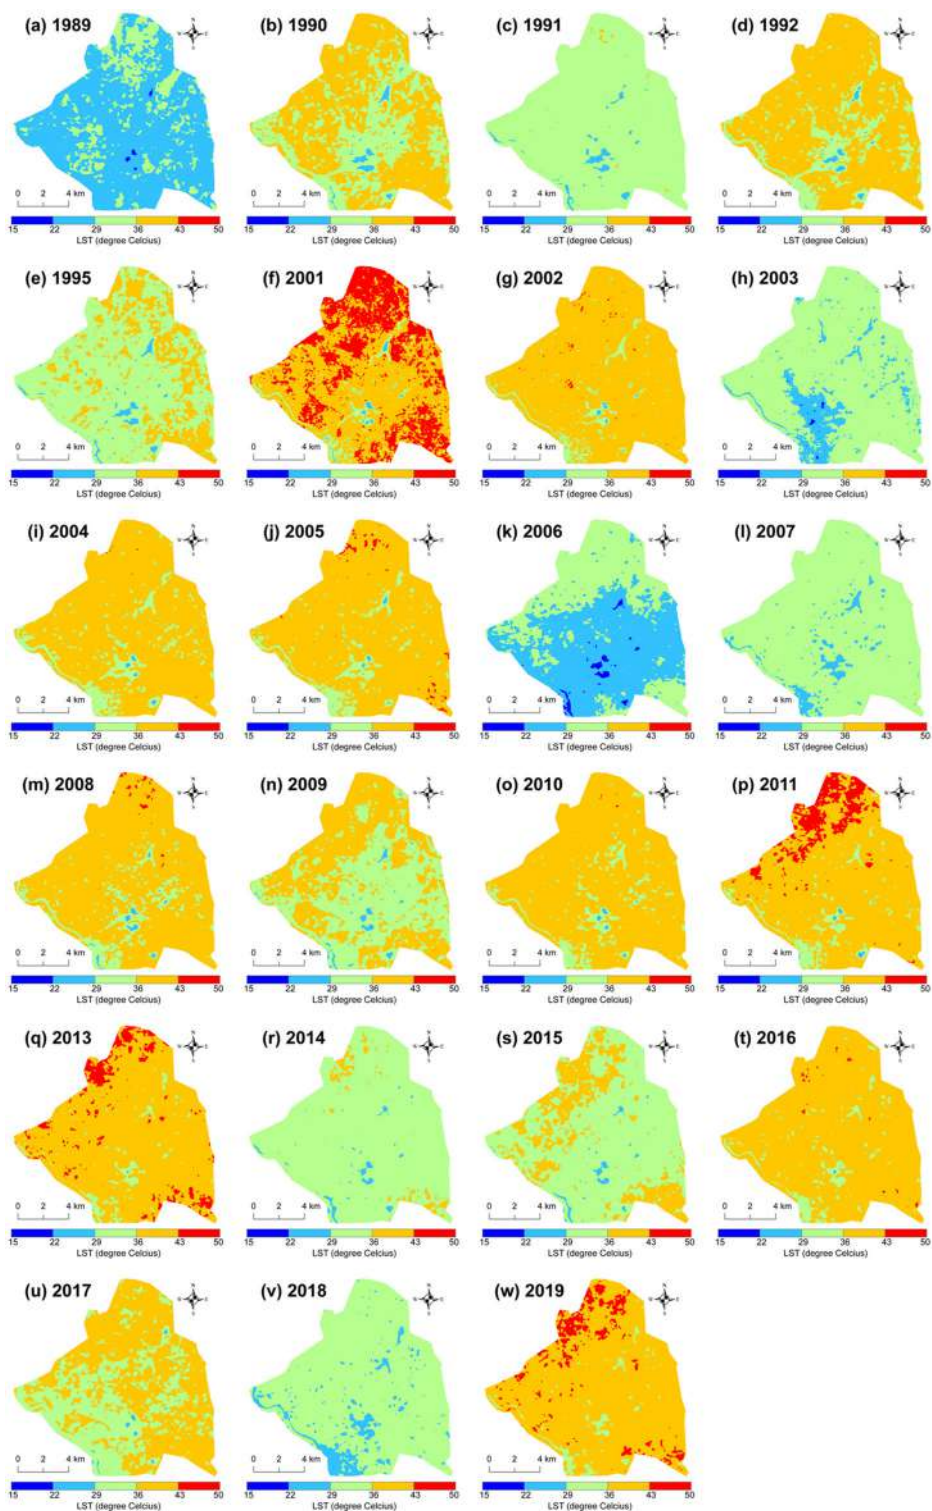 (a) 1989 (b) 1990 (c) 1991 (d) 1992
N N N N
W E W E W E W E
S S S S
0 2 4 km 0 2 4 km 0 2 4 km 0 2 4 km
15 22 29 36 43 50 15 22 29 36 43 50 15 22 29 36 43 50 15 22 29 36 43 50
LST (degree Celcius) LST (degree Celcius) LST (degree Celcius) LST (degree Celcius)
(e) 1995 (f) 2001 (g) 2002 (h) 2003
N N N N
W E W E W E W E
S S S S
0 2 4 km 0 2 4 km 0 2 4 km 0 2 4 km
15 22 29 36 43 50 15 22 29 36 43 50 15 22 29 36 43 50 15 22 29 36 43 50
LST (degree Celcius) LST (degree Celcius) LST (degree Celcius) LST (degree Celcius)
(i) 2004 (j) 2005 (k) 2006 (l) 2007
N N N N
W E W E W E W E
S S S S
0 2 4 km 0 2 4 km 0 2 4 km 0 2 4 km
15 22 29 36 43 50 15 22 29 36 43 50 15 22 29 36 43 50 15 22 29 36 43 50
LST (degree Celcius) LST (degree Celcius) LST (degree Celcius) LST (degree Celcius)
(m) 2008 (n) 2009 (o) 2010 (p) 2011
N N N N
W E W E W E W E
S S S S
0 2 4 km 0 2 4 km 0 2 4 km 0 2 4 km
15 22 29 36 43 50 15 22 29 36 43 50 15 22 29 36 43 50 15 22 29 36 43 50
LST (degree Celcius) LST (degree Celcius) LST (degree Celcius) LST (degree Celcius)
(q) 2013 (r) 2014 (s) 2015 (t) 2016
N N N N
W E W E W E W E
S S S S
0 2 4 km 0 2 4 km 0 2 4 km 0 2 4 km
15 22 29 36 43 50 15 22 29 36 43 50 15 22 29 36 43 50 15 22 29 36 43 50
LST (degree Celcius) LST (degree Celcius) LST (degree Celcius) LST (degree Celcius)
(u) 2017 (v) 2018 (w) 2019
N N N
W E W E W E
S S S
0 2 4 km 0 2 4 km 0 2 4 km
15 22 29 36 43 50 15 22 29 36 43 50 15 22 29 36 43 50
LST (degree Celcius) LST (degree Celcius) LST (degree Celcius)